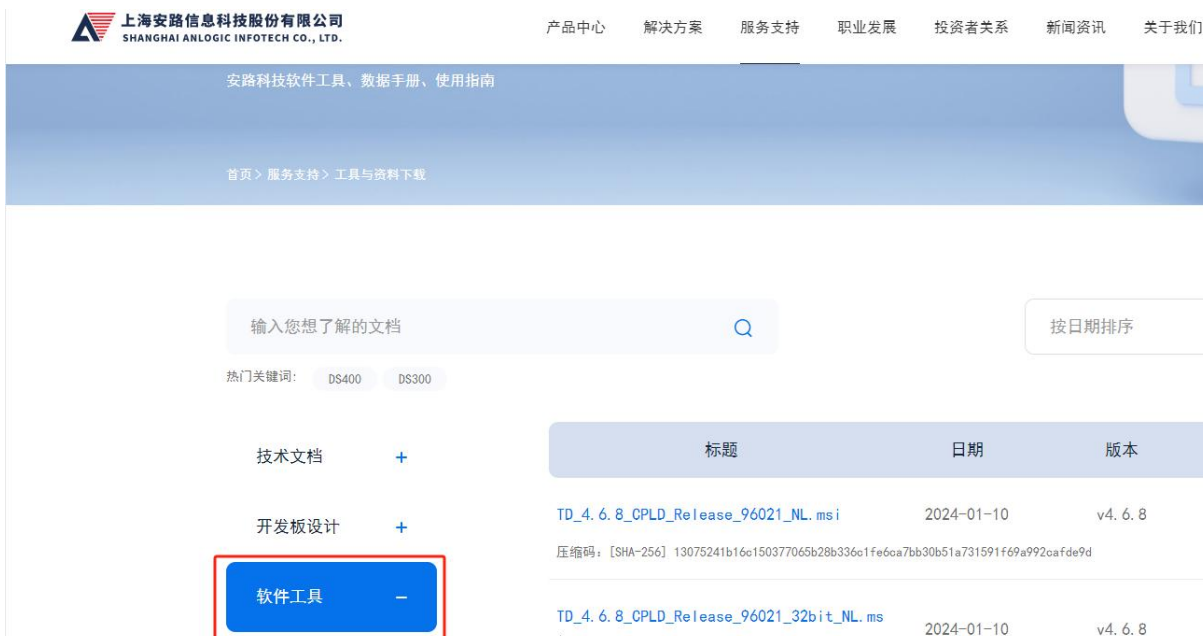 上海安路信息科技股份有限公司
SHANGHAI ANLOGIC INFOTECH CO., LTD.
产品中心 解决方案 服务支持 职业发展 投资者关系 新闻资讯 关于我们
安路科技软件工具、数据手册、使用指南
首页> 服务支持> 工具与资料下载
输入您想了解的文档
按日期排序
热门关键词： DS400 DS300
技术文档 +
开发板设计 +
软件工具 −
标题 日期 版本
TD_4.6.8_CPLD_Release_96021_NL.msi 2024-01-10 v4.6.8
压缩码：[SHA-256] 13075241b16c150377065b28b336c1fe6ca7bb30b51a731591f69a992cafde9d
TD_4.6.8_CPLD_Release_96021_32bit_NL.ms 2024-01-10 v4.6.8